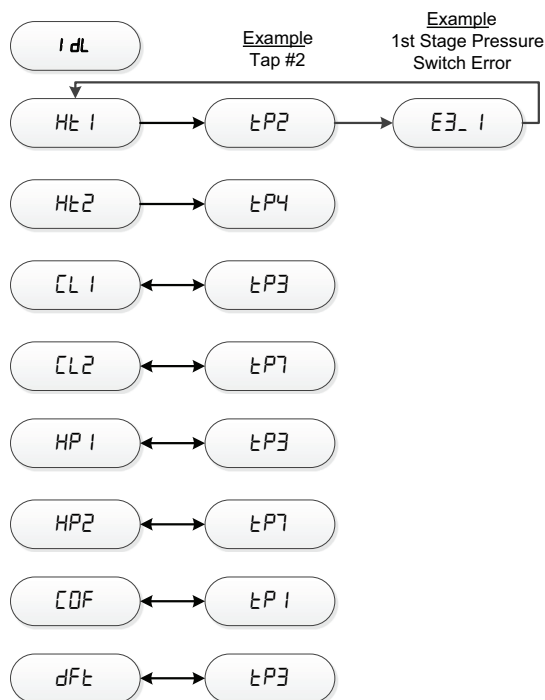 IdL
Example
Tap #2
Example
1st Stage Pressure
Switch Error
Ht1
tP2
E3_1
Ht2
tP4
CL1
tP3
CL2
tP7
HP1
tP3
HP2
tP7
COF
tP1
dFt
tP3